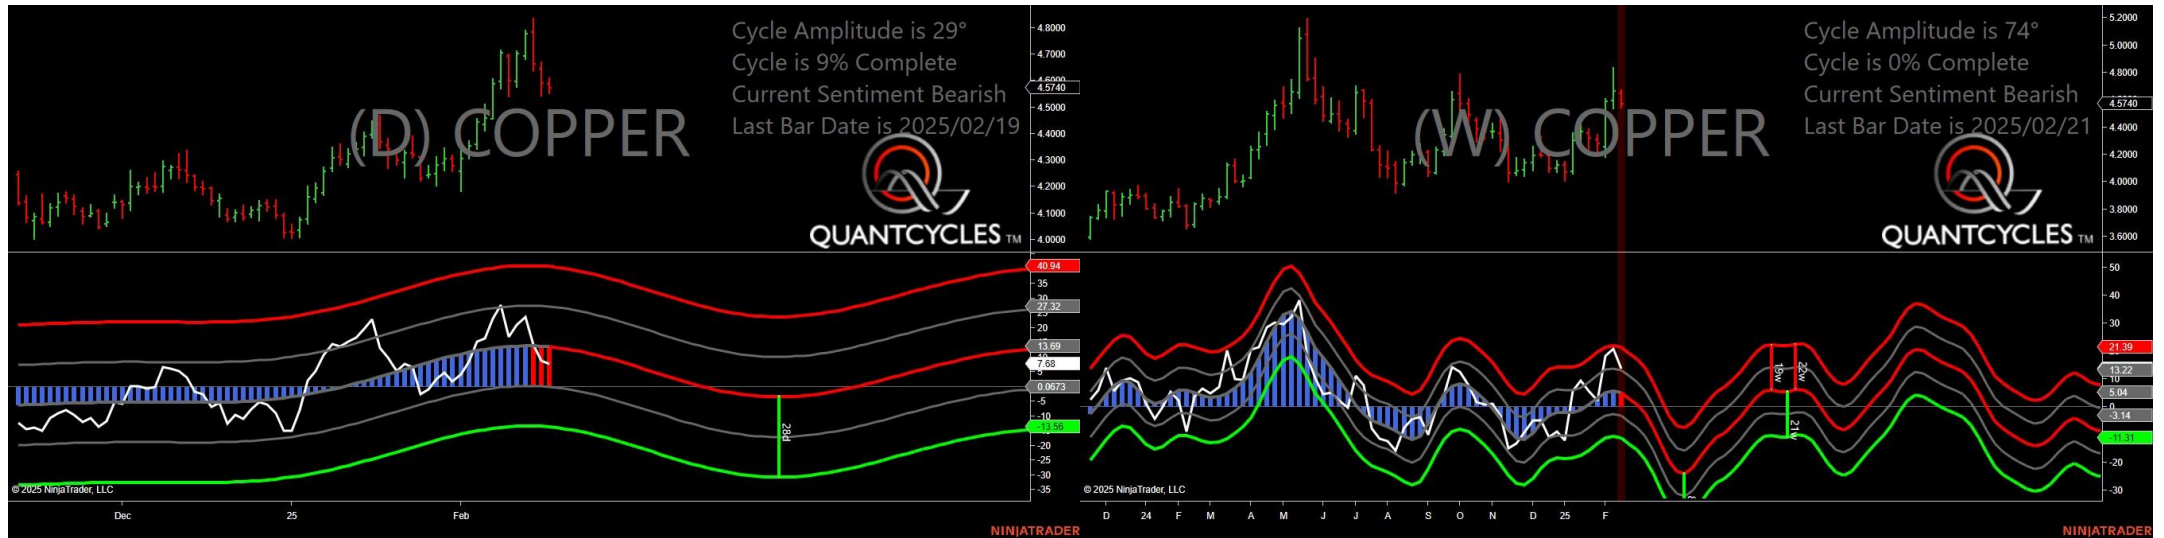 Cycle Amplitude is 29°
Cycle is 9% Complete
Current Sentiment Bearish
Last Bar Date is 2025/02/19
(D) COPPER
QUANTCYCLES TM
4.8000
4.7000
4.5740
4.5000
4.4000
4.3000
4.2000
4.1000
4.0000
40.94
35
27.32
20
13.69
7.68
0.0673
-5
-10
-13.56
-20
-25
-30
-35
28d
© 2025 NinjaTrader, LLC
Dec
25
Feb
NINJATRADER
Cycle Amplitude is 74°
Cycle is 0% Complete
Current Sentiment Bearish
Last Bar Date is 2025/02/21
(W) COPPER
QUANTCYCLES TM
5.2000
5.0000
4.8000
4.5740
4.4000
4.2000
4.0000
3.8000
3.6000
50
40
30
21.39
13.22
10
5.04
0
-3.14
-11.31
-20
-30
19w
22w
21w
© 2025 NinjaTrader, LLC
D 24 F M A M J J A S O N D 25 F
NINJATRADER